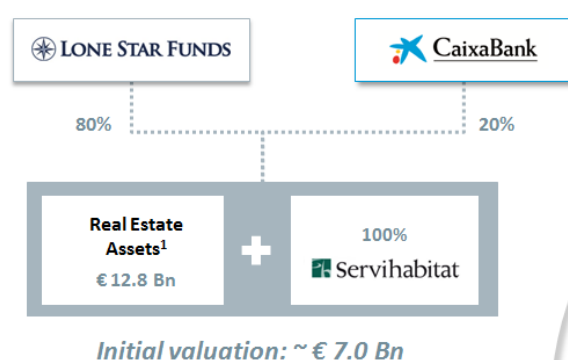 LONE STAR FUNDS
CaixaBank
80%
20%
Real Estate
Assets¹
€ 12.8 Bn
100%
Servihabitat
Initial valuation: ~ € 7.0 Bn